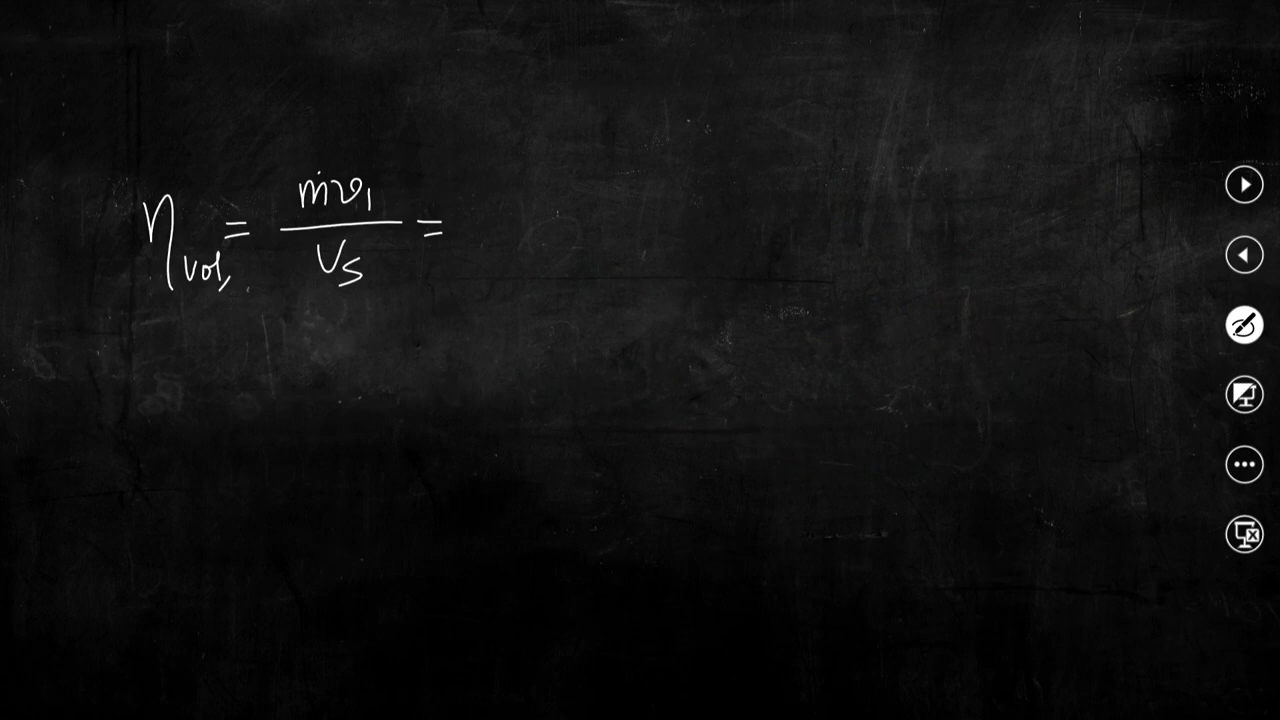 η_vol. = ṁv₁ / V_s =